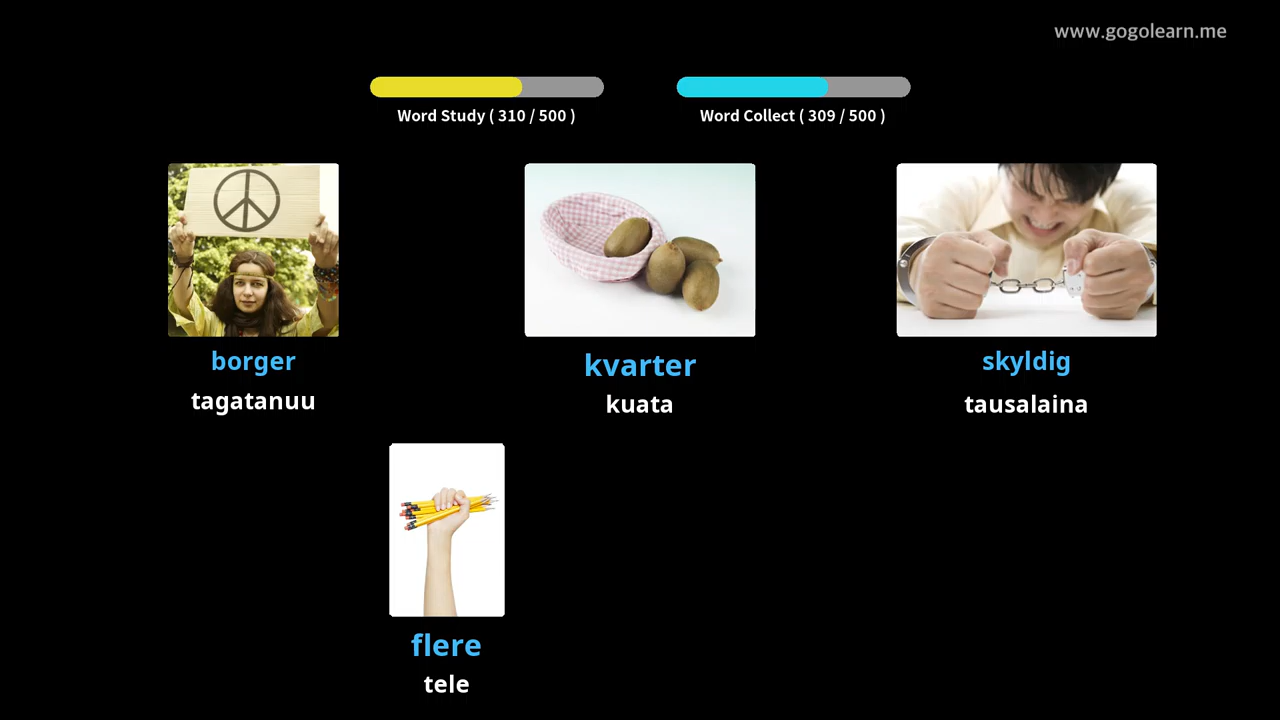 www.gogolearn.me
Word Study ( 310 / 500 )
Word Collect ( 309 / 500 )
borger
kvarter
skyldig
tagatanuu
kuata
tausalaina
flere
tele